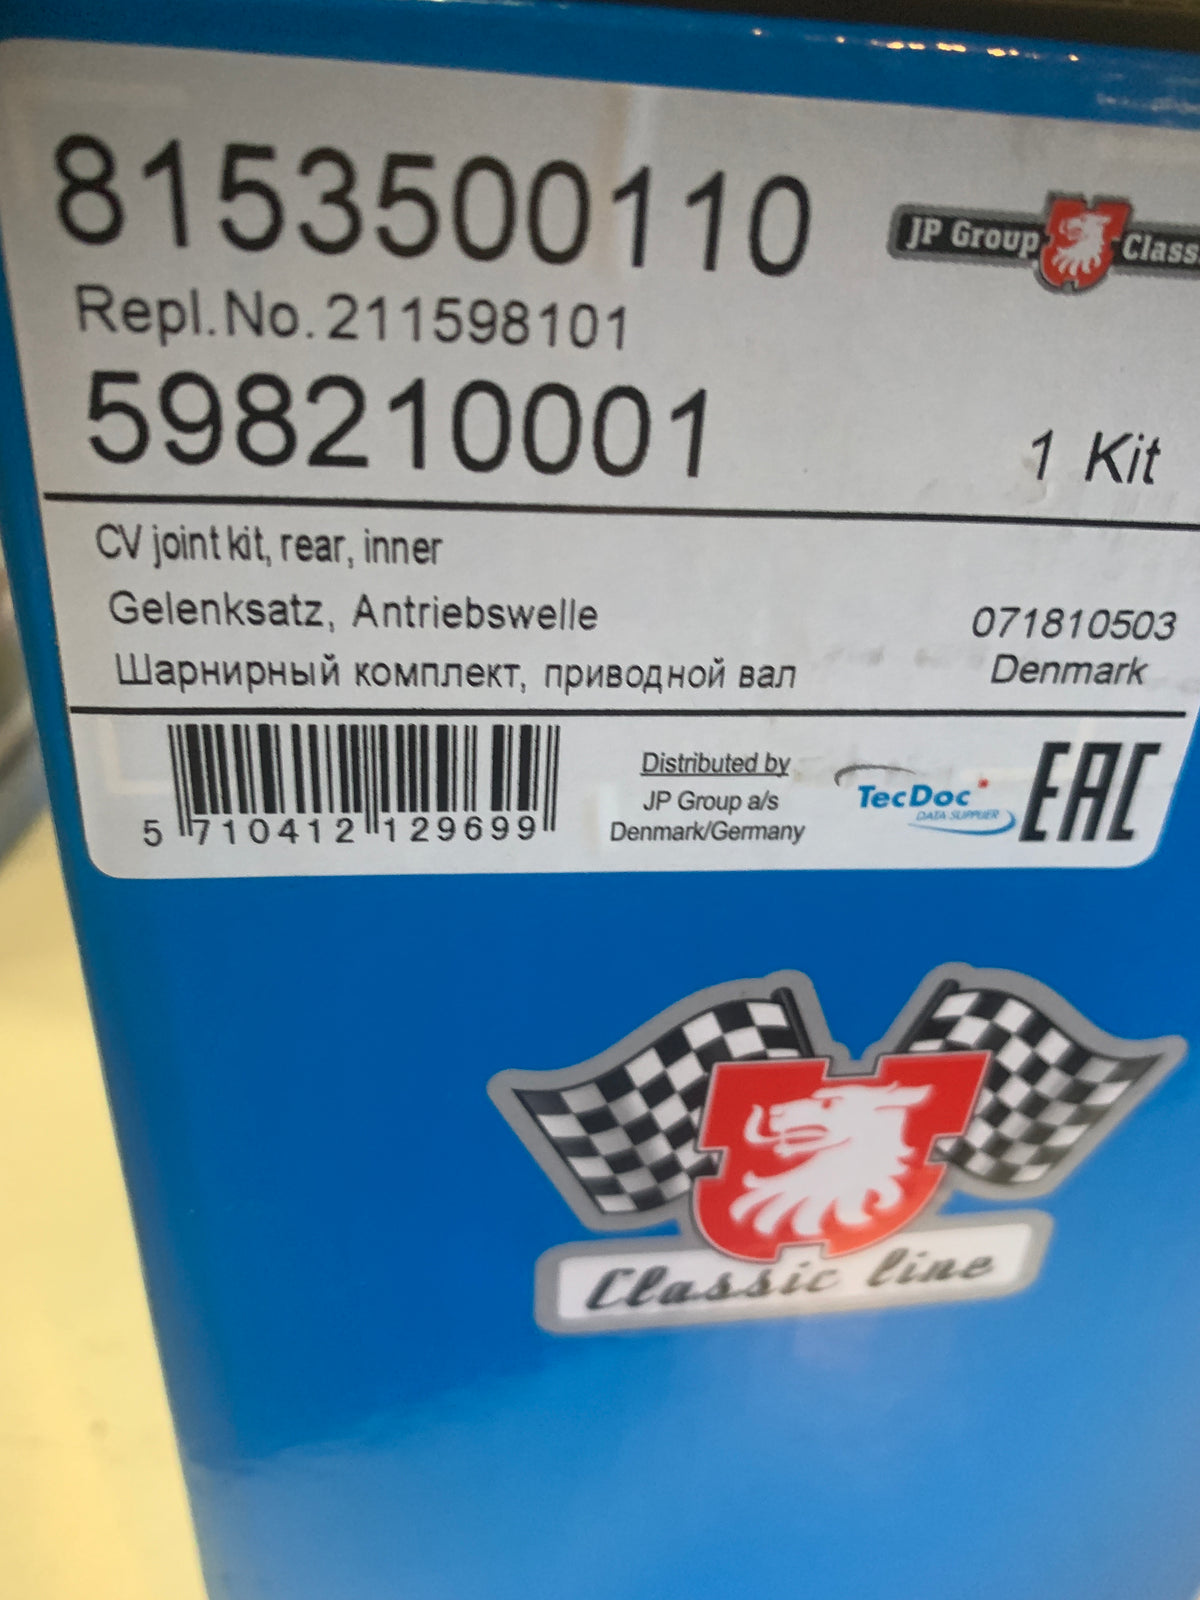 8153500110
JP Group Class
Repl.No.211598101
598210001
1 Kit
CV joint kit, rear, inner
Gelenksatz, Antriebswelle
071810503
Шарнирный комплект, приводной вал
Denmark
5 710412 129699
Distributed by
JP Group a/s
Denmark/Germany
TecDoc
DATA SUPPLIER
EAC
Classic line